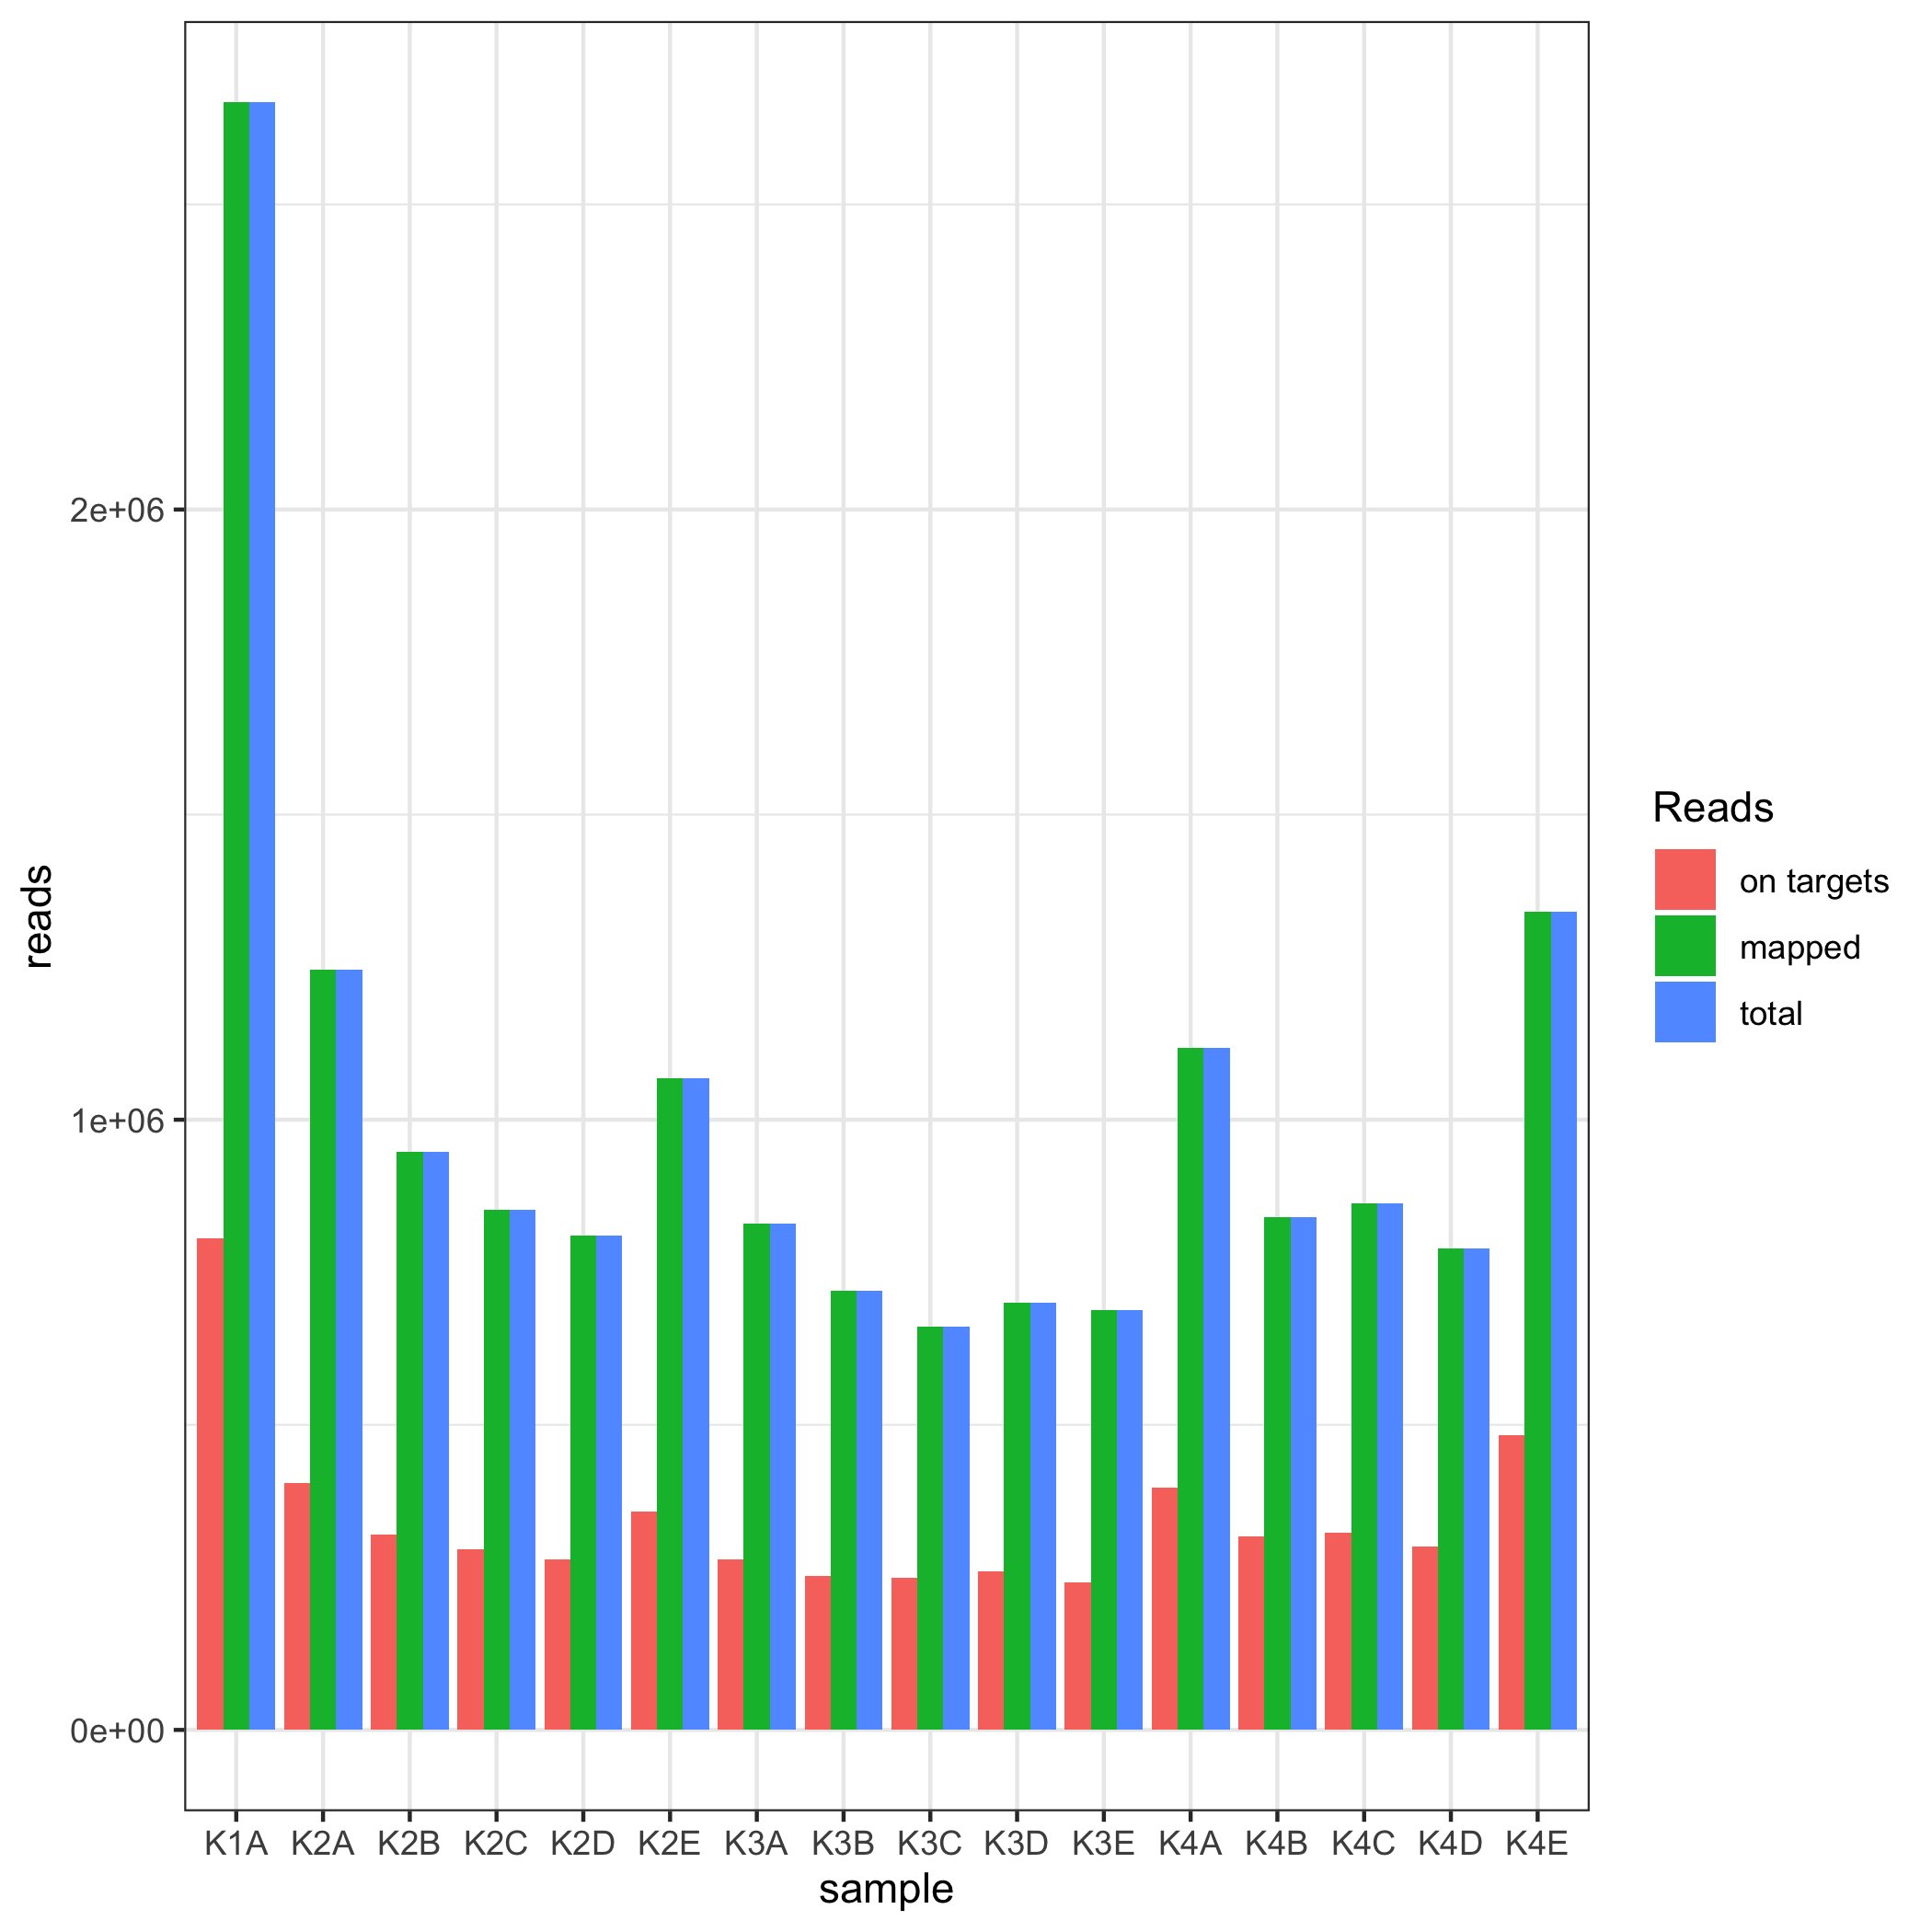 reads
2e+06
1e+06
0e+00
K1A K2A K2B K2C K2D K2E K3A K3B K3C K3D K3E K4A K4B K4C K4D K4E
sample
Reads
on targets
mapped
total